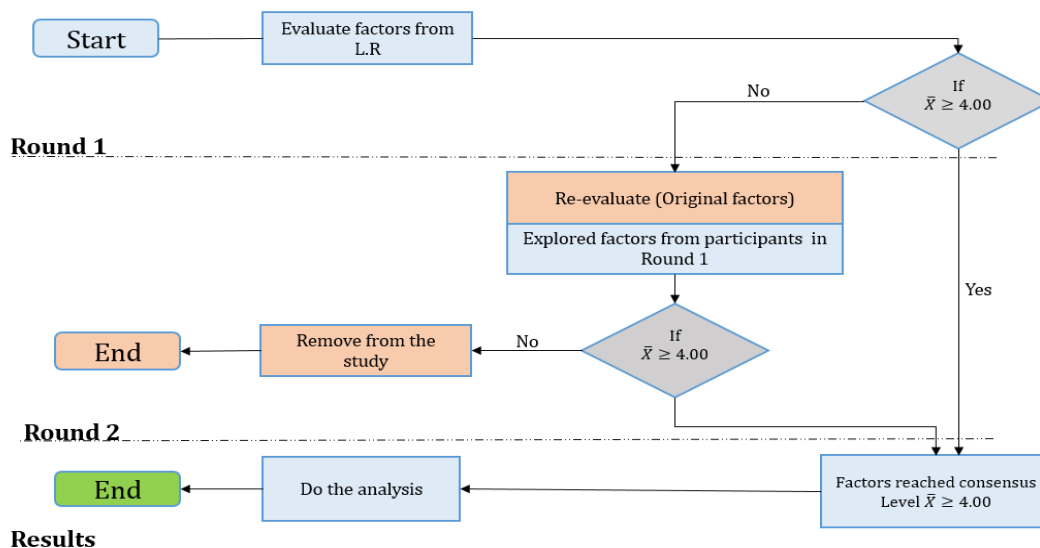 Start
Evaluate factors from
L.R
If
X̄ ≥ 4.00
No
Round 1
Re-evaluate (Original factors)
Explored factors from participants in
Round 1
Yes
End
Remove from the
study
No
If
X̄ ≥ 4.00
Round 2
End
Do the analysis
Factors reached consensus
Level X̄ ≥ 4.00
Results